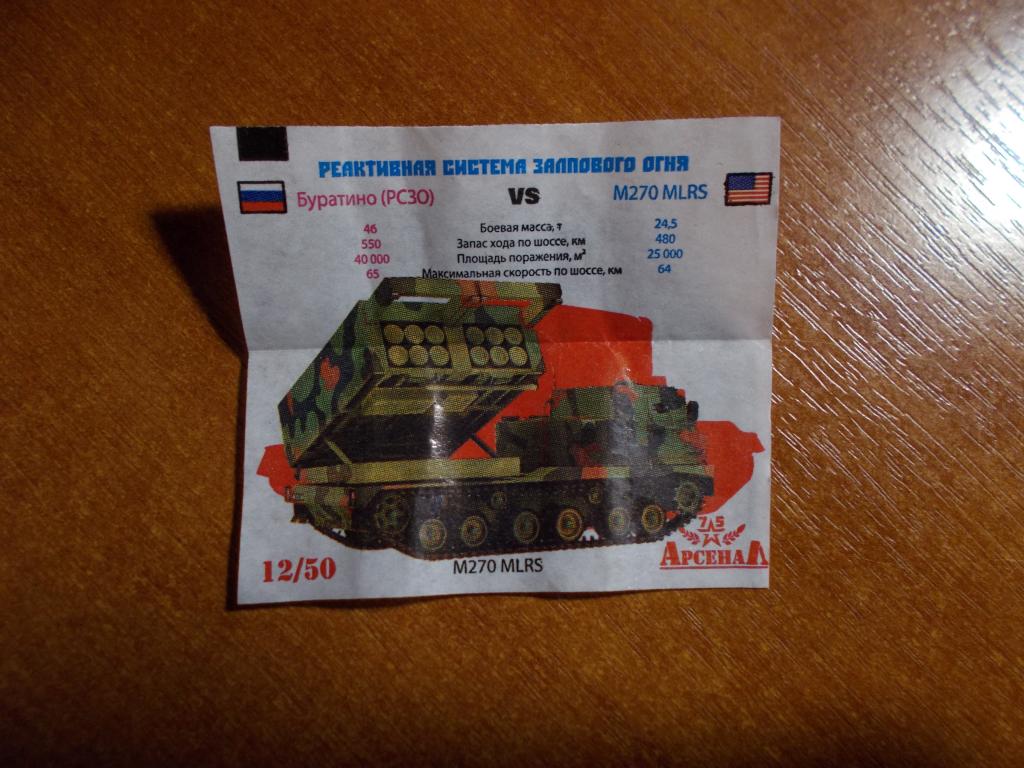 РЕАКТИВНАЯ СИСТЕМА ЗАЛПОВОГО ОГНЯ
Буратино (РСЗО) VS M270 MLRS
46 Боевая масса, т 24,5
550 Запас хода по шоссе, км 480
40 000 Площадь поражения, м² 25 000
65 Максимальная скорость по шоссе, км 64
75
12/50 M270 MLRS АРСЕНАЛ